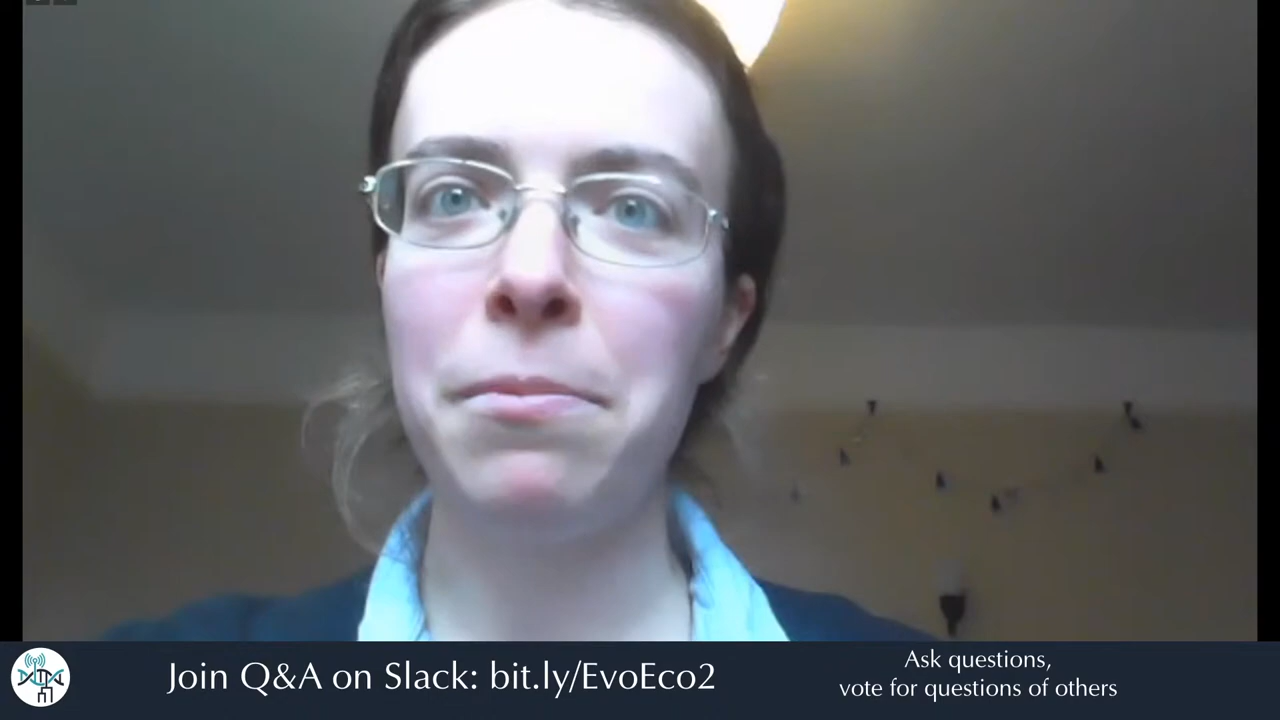 Join Q&A on Slack: bit.ly/EvoEco2
Ask questions,
vote for questions of others